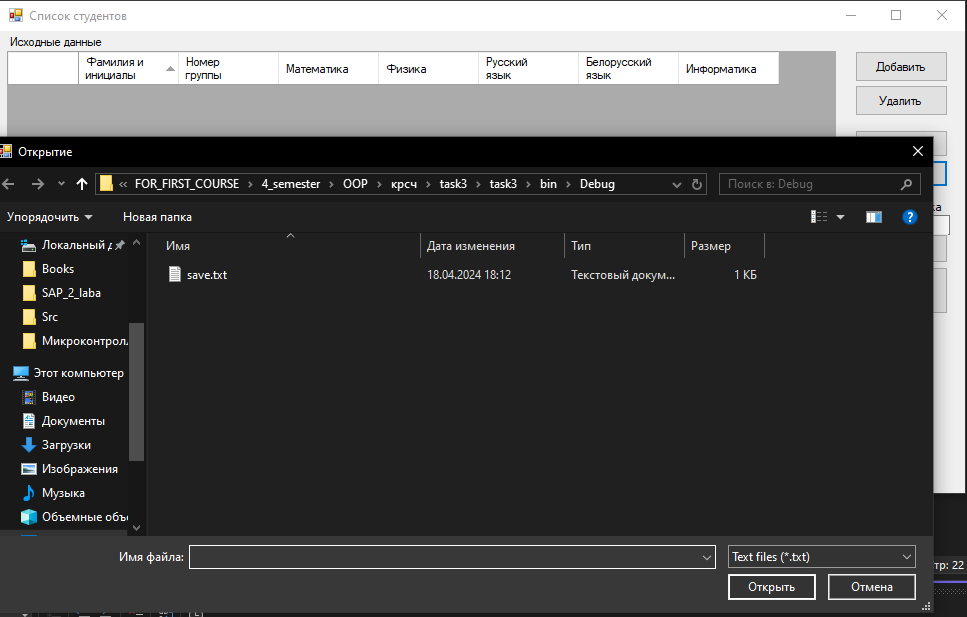 Список студентов
Исходные данные
Фамилия и инициалы
Номер группы
Математика
Физика
Русский язык
Белорусский язык
Информатика
Добавить
Удалить
Открытие
« FOR_FIRST_COURSE › 4_semester › OOP › крсч › task3 › task3 › bin › Debug
Поиск в: Debug
Упорядочить
Новая папка
?
ка
Имя
Дата изменения
Тип
Размер
save.txt
18.04.2024 18:12
Текстовый докум...
1 КБ
Локальный д
Books
SAP_2_laba
Src
Микроконтрол
Этот компьютер
Видео
Документы
Загрузки
Изображения
Музыка
Объемные объ
Имя файла:
Text files (*.txt)
Открыть
Отмена
тр: 22